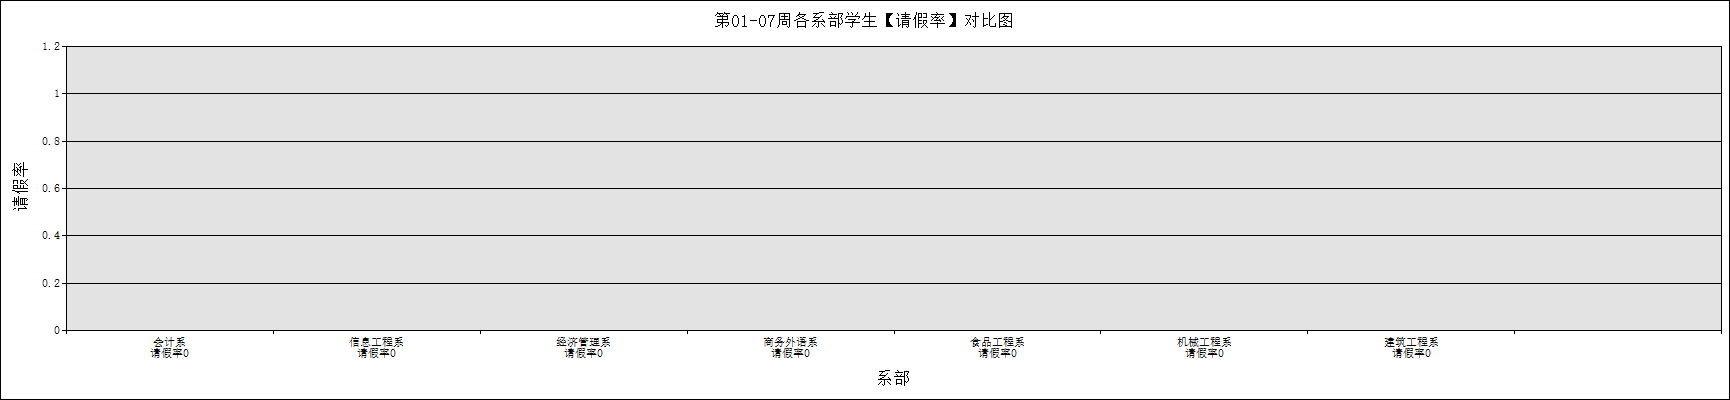 第01-07周各系部学生【请假率】对比图
1.2
1
0.8
0.6
0.4
0.2
0
请假率
会计系
请假率0
信息工程系
请假率0
经济管理系
请假率0
商务外语系
请假率0
食品工程系
请假率0
机械工程系
请假率0
建筑工程系
请假率0
系部